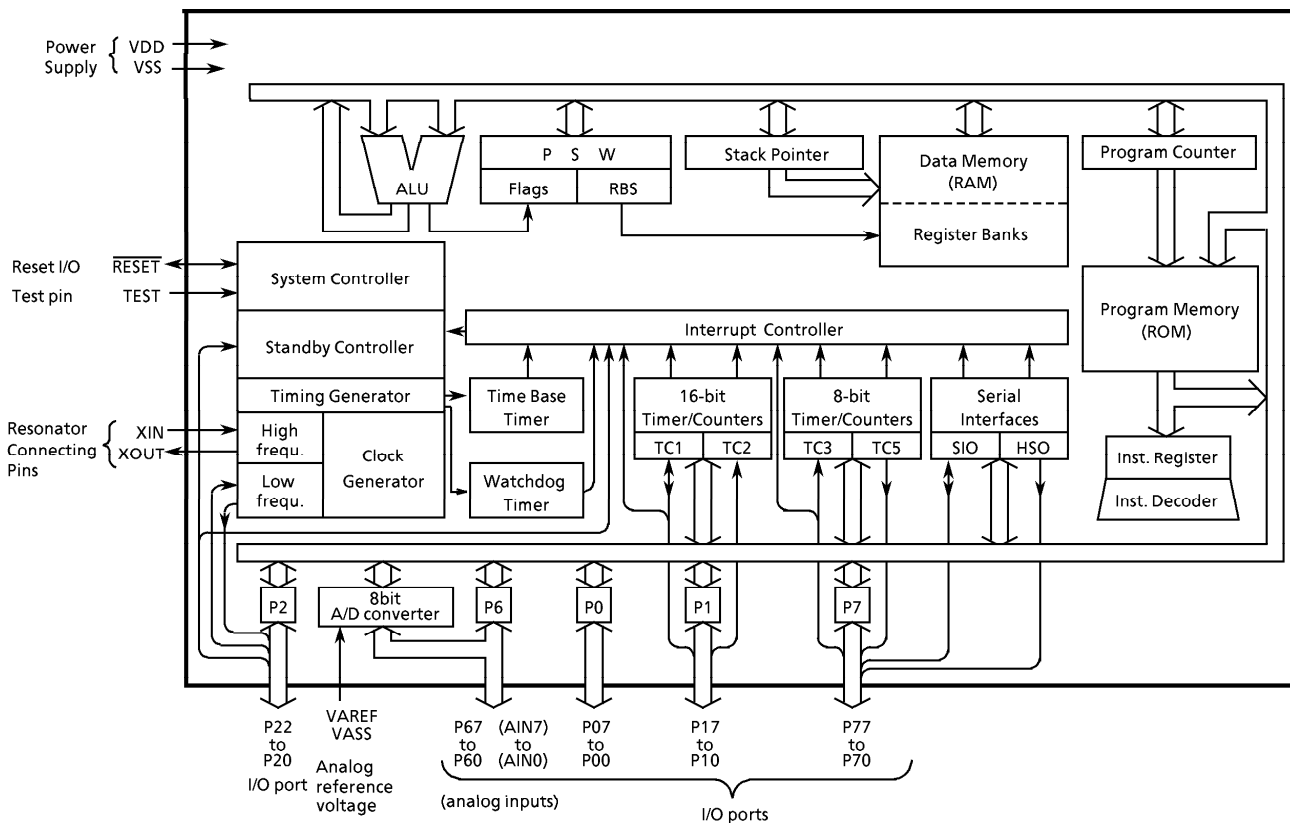 Power Supply
VDD
VSS
P S W
Flags
RBS
ALU
Stack Pointer
Data Memory
(RAM)
Register Banks
Program Counter
Reset I/O
RESET
Test pin
TEST
System Controller
Standby Controller
Timing Generator
High
frequ.
Low
frequ.
Clock
Generator
Resonator
Connecting
Pins
XIN
XOUT
Interrupt Controller
Time Base
Timer
Watchdog
Timer
16-bit
Timer/Counters
TC1
TC2
8-bit
Timer/Counters
TC3
TC5
Serial
Interfaces
SIO
HSO
Program Memory
(ROM)
Inst. Register
Inst. Decoder
P2
8bit
A/D converter
P6
P0
P1
P7
P22
to
P20
I/O port
VAREF
VASS
Analog
reference
voltage
P67
to
P60
(AIN7)
to
(AIN0)
(analog inputs)
P07
to
P00
P17
to
P10
P77
to
P70
I/O ports